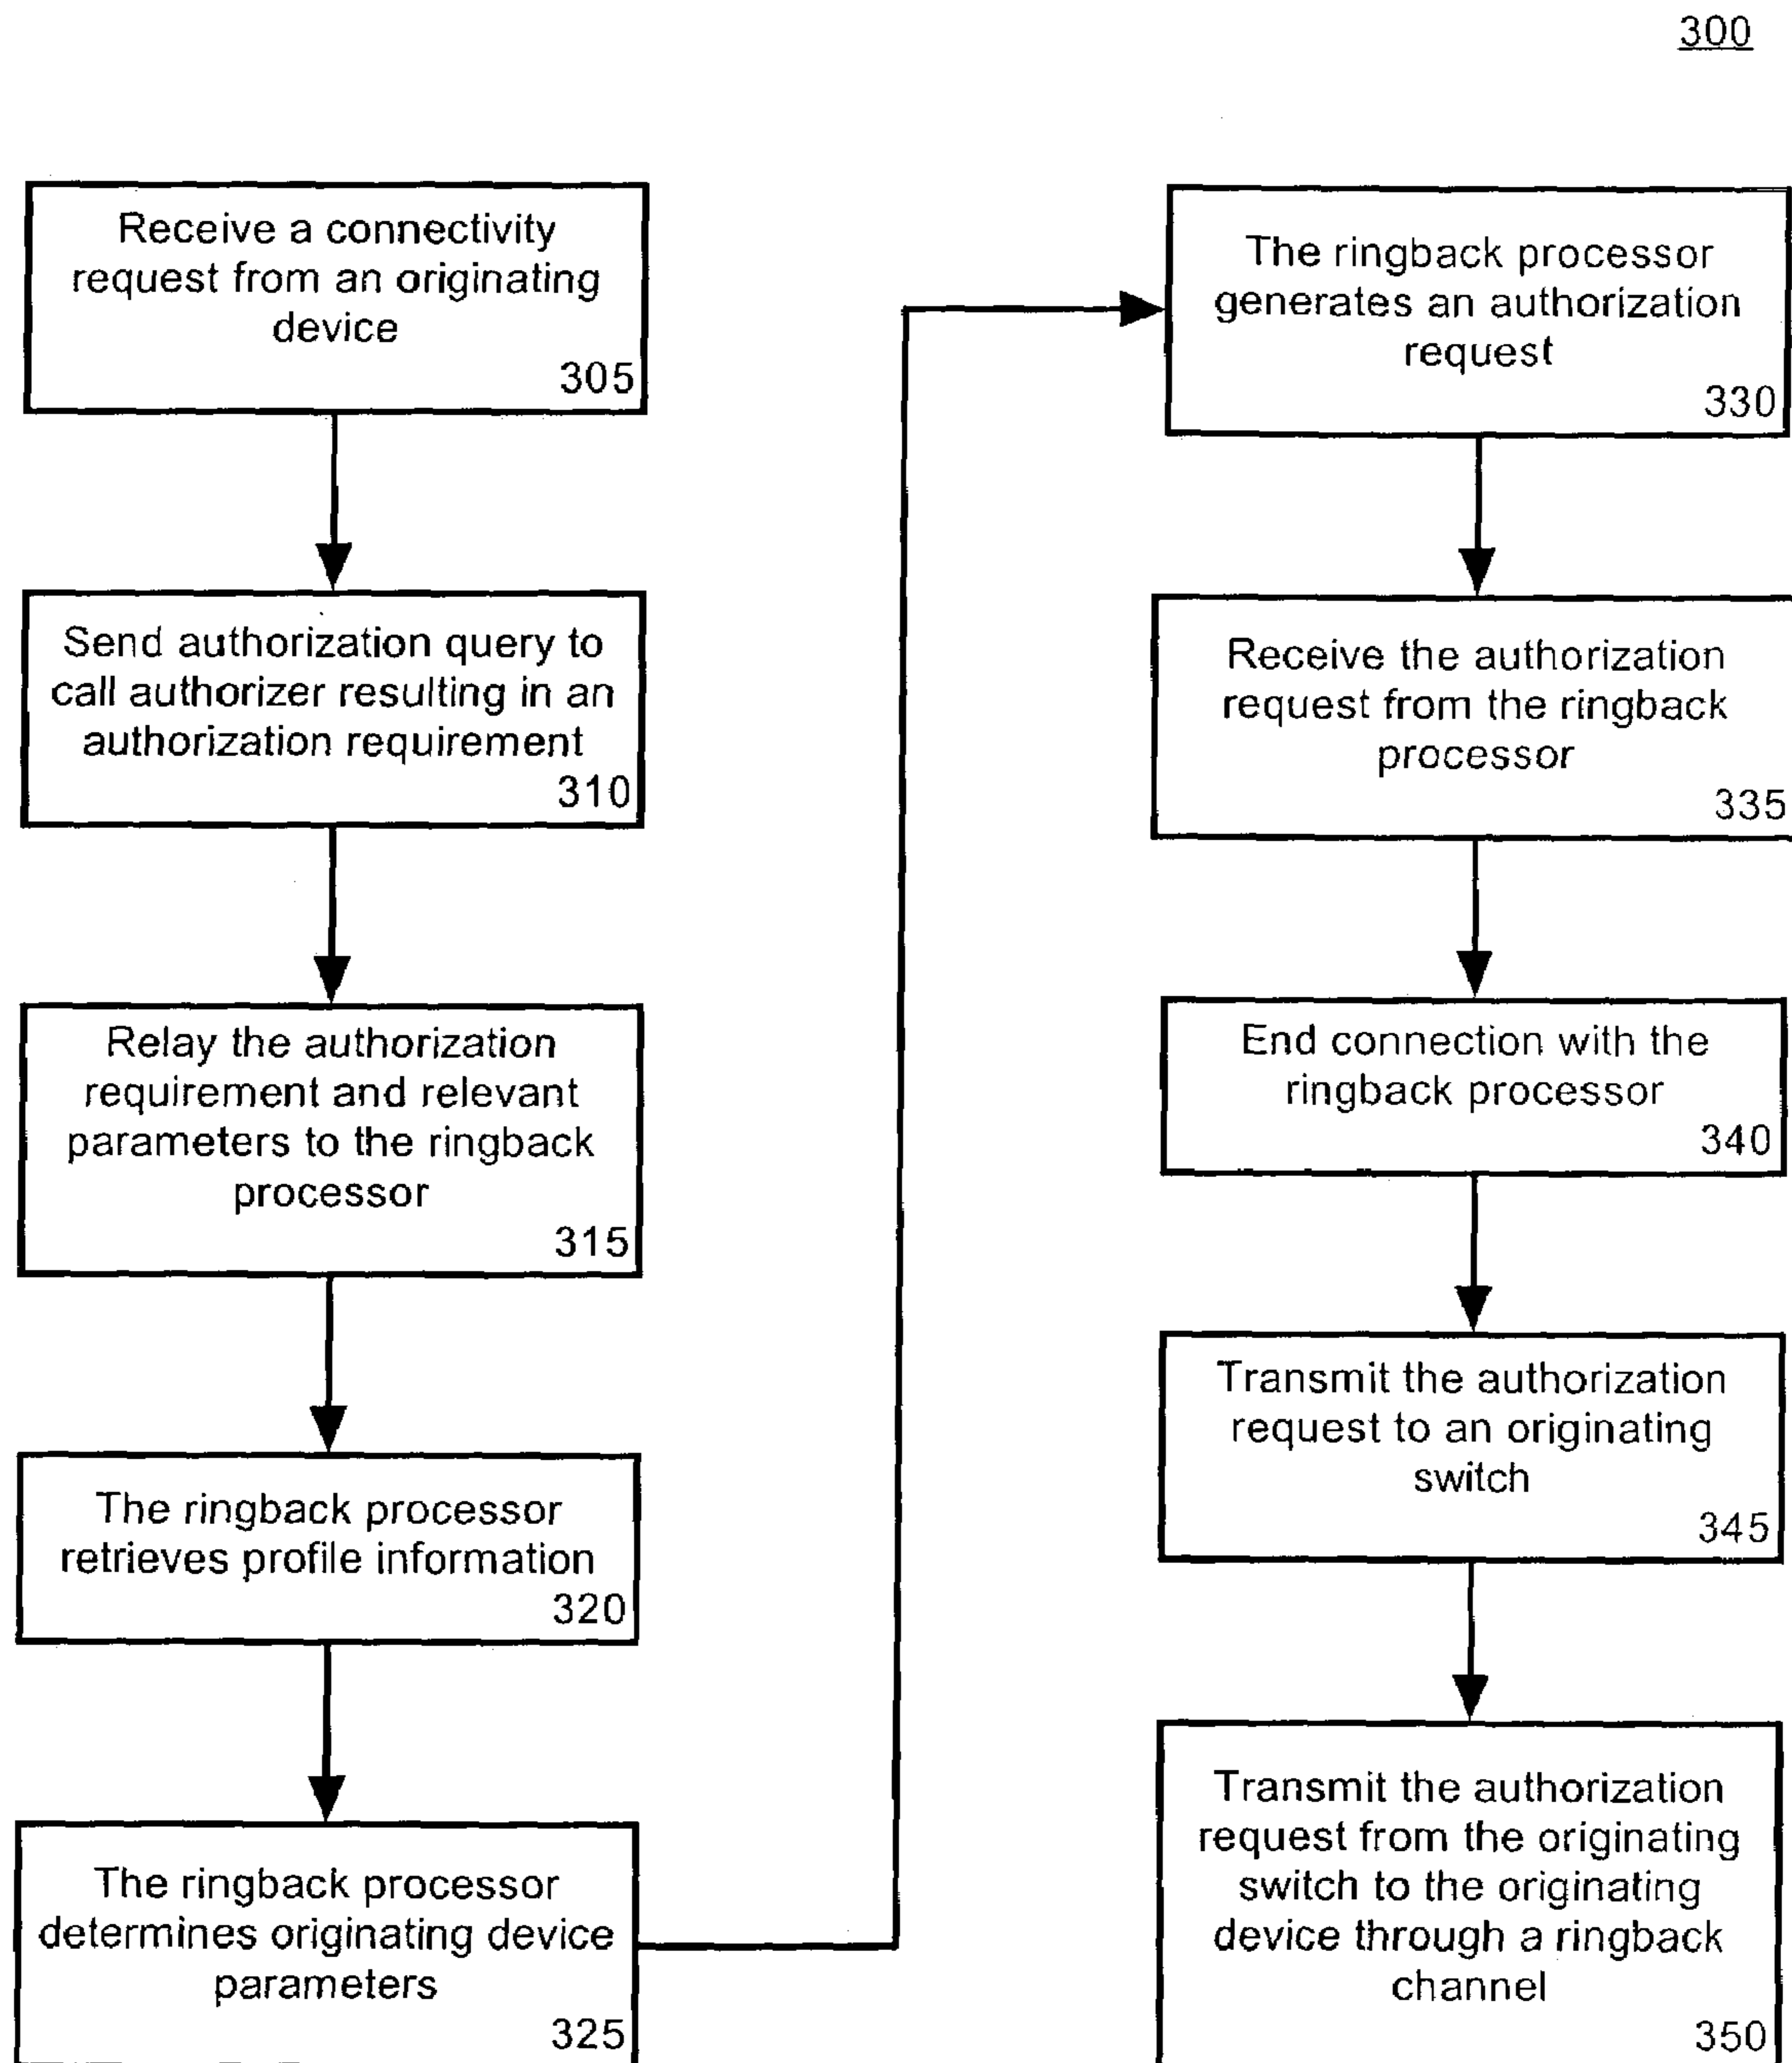 300
Receive a connectivity
request from an originating
device
305
Send authorization query to
call authorizer resulting in an
authorization requirement
310
Relay the authorization
requirement and relevant
parameters to the ringback
processor
315
The ringback processor
retrieves profile information
320
The ringback processor
determines originating device
parameters
325
The ringback processor
generates an authorization
request
330
Receive the authorization
request from the ringback
processor
335
End connection with the
ringback processor
340
Transmit the authorization
request to an originating
switch
345
Transmit the authorization
request from the originating
switch to the originating
device through a ringback
channel
350